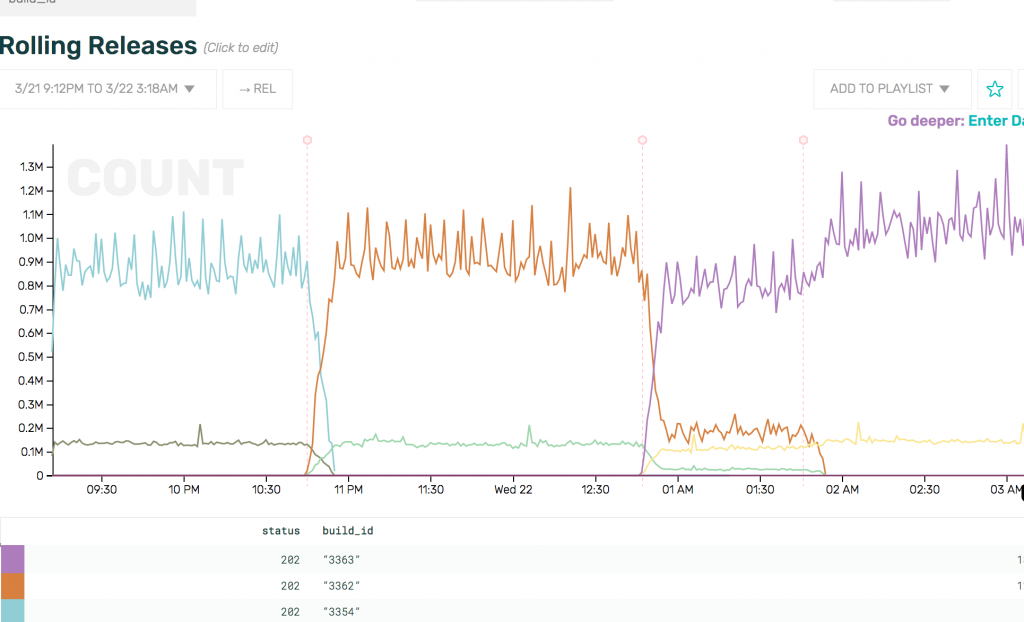 build_id
Rolling Releases (Click to edit)
3/21 9:12PM TO 3/22 3:18AM ▼ → REL ADD TO PLAYLIST ▼
Go deeper: Enter Da
COUNT
1.3M
1.2M
1.1M
1.0M
0.9M
0.8M
0.7M
0.6M
0.5M
0.4M
0.3M
0.2M
0.1M
0
09:30 10 PM 10:30 11 PM 11:30 Wed 22 12:30 01 AM 01:30 02 AM 02:30 03 AM
status build_id
202 "3363"
202 "3362"
202 "3354"